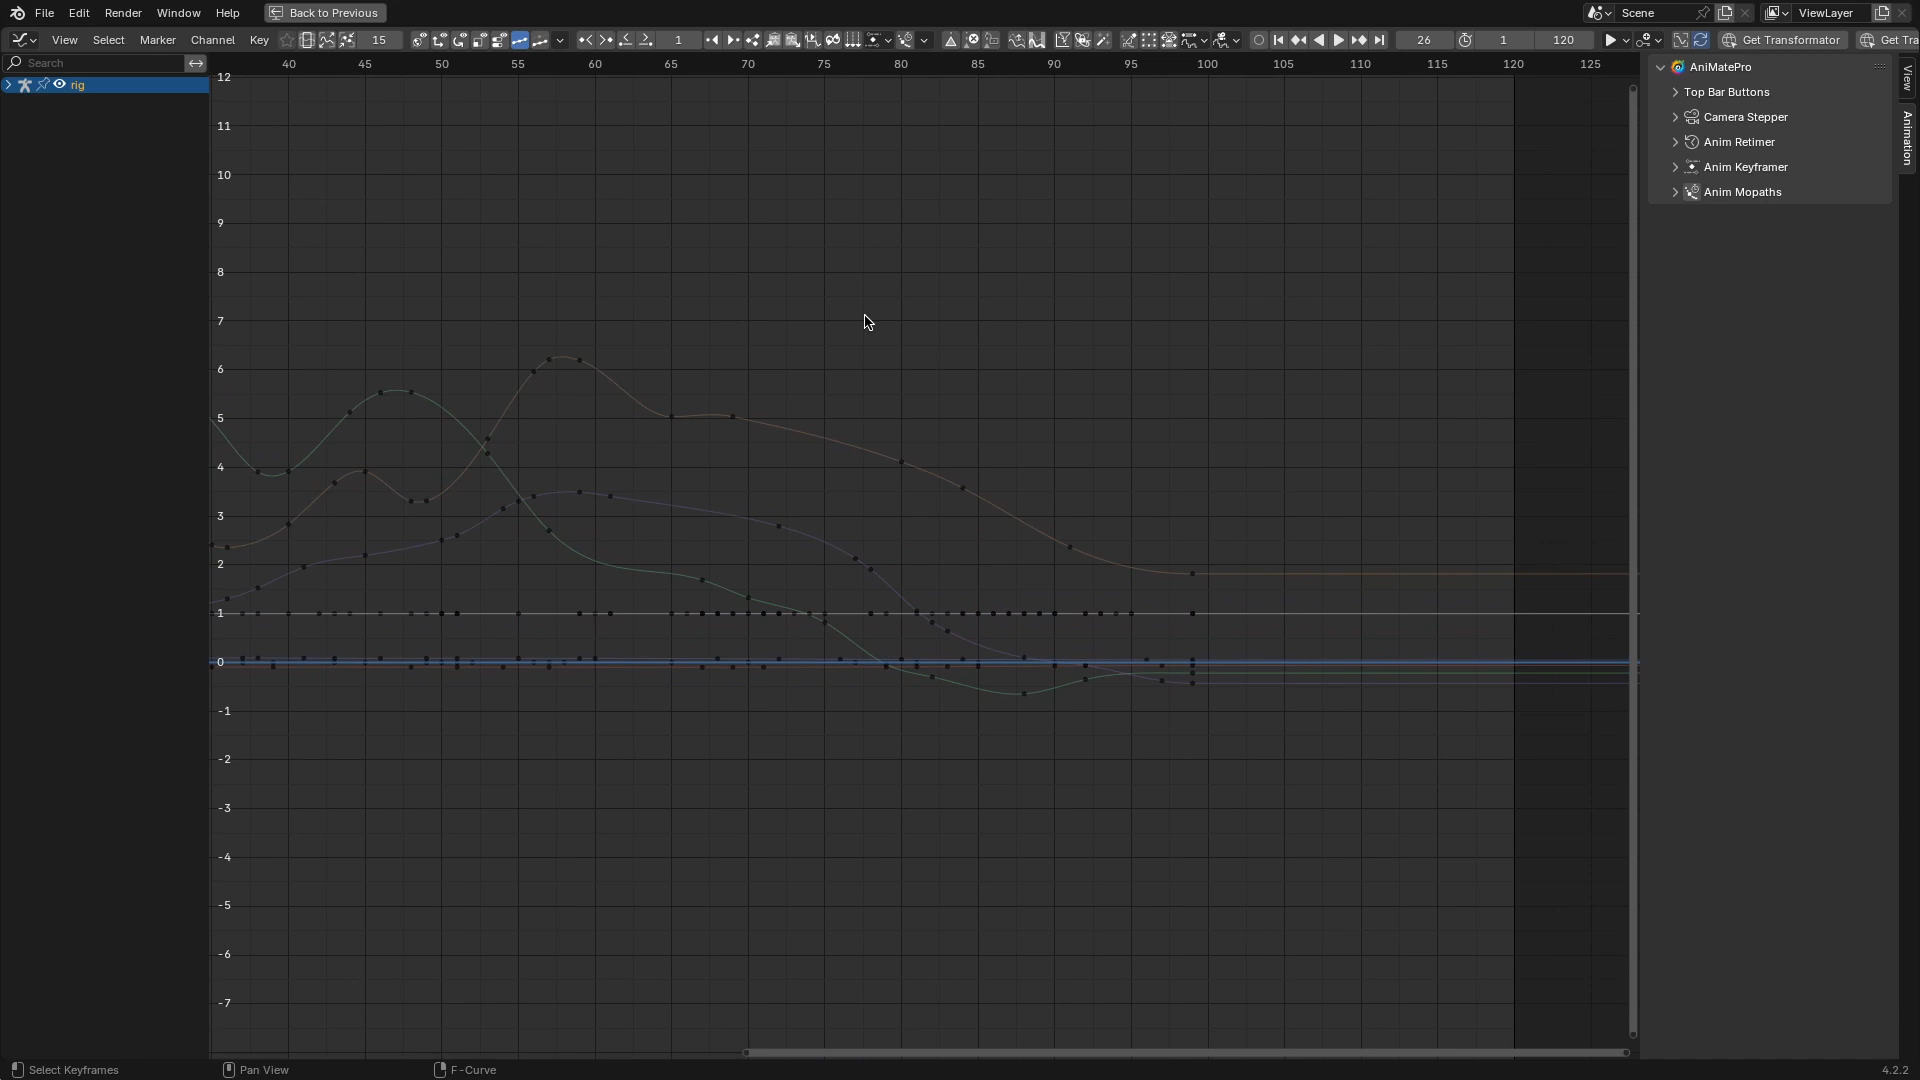 File Edit Render Window Help Back to Previous Scene ViewLayer
View Select Marker Channel Key 15 1 26 1 120 Get Transformator Get Tra
Search 40 45 50 55 60 65 70 75 80 85 90 95 100 105 110 115 120 125
rig
12
11
10
9
8
7
6
5
4
3
2
1
0
-1
-2
-3
-4
-5
-6
-7
AniMatePro
Top Bar Buttons
Camera Stepper
Anim Retimer
Anim Keyframer
Anim Mopaths
View
Animation
Select Keyframes Pan View F-Curve 4.2.2